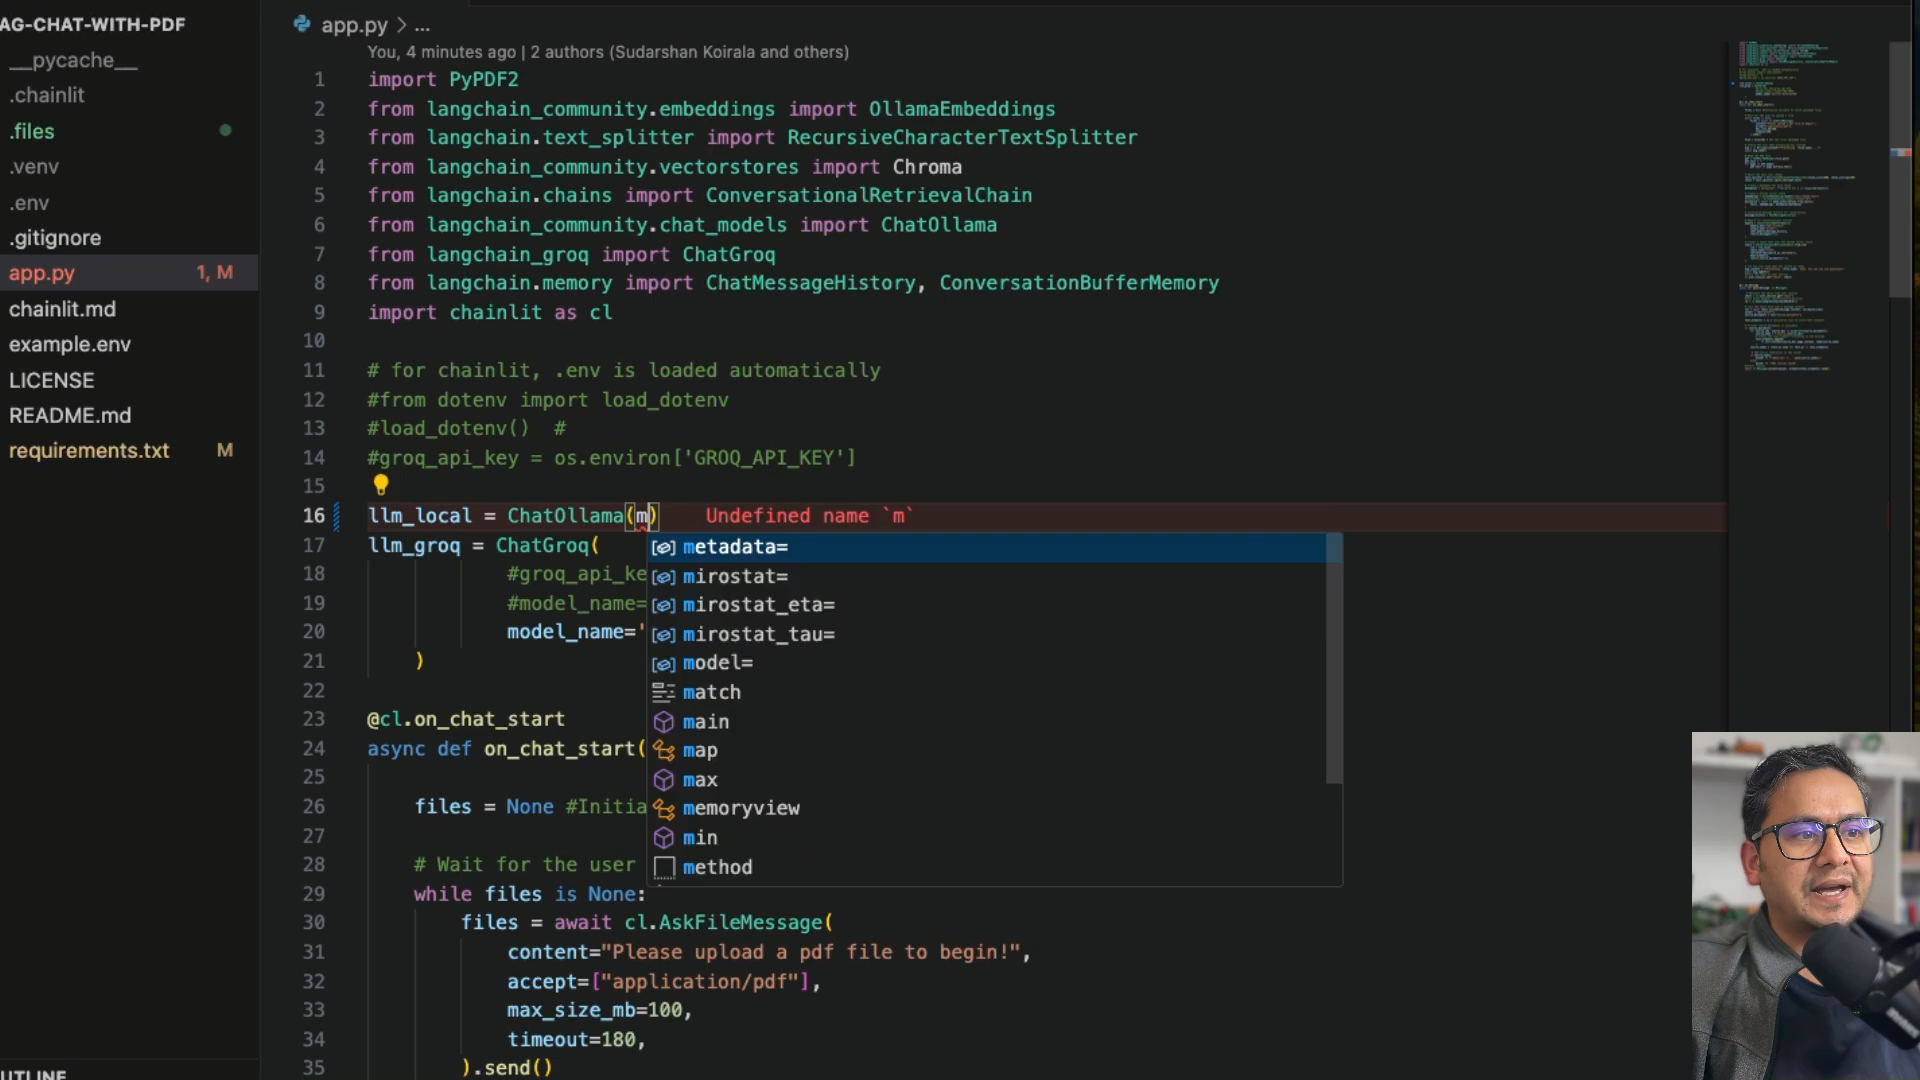 AG-CHAT-WITH-PDF
__pycache__
.chainlit
.files
.venv
.env
.gitignore
app.py 1, M
chainlit.md
example.env
LICENSE
README.md
requirements.txt M
UTLINE
app.py > ...
You, 4 minutes ago | 2 authors (Sudarshan Koirala and others)
1 import PyPDF2
2 from langchain_community.embeddings import OllamaEmbeddings
3 from langchain.text_splitter import RecursiveCharacterTextSplitter
4 from langchain_community.vectorstores import Chroma
5 from langchain.chains import ConversationalRetrievalChain
6 from langchain_community.chat_models import ChatOllama
7 from langchain_groq import ChatGroq
8 from langchain.memory import ChatMessageHistory, ConversationBufferMemory
9 import chainlit as cl
10
11 # for chainlit, .env is loaded automatically
12 #from dotenv import load_dotenv
13 #load_dotenv()  #
14 #groq_api_key = os.environ['GROQ_API_KEY']
15
16 llm_local = ChatOllama(m) Undefined name `m`
17 llm_groq = ChatGroq(
18 #groq_api_ke
19 #model_name=
20 model_name='
21 )
22
23 @cl.on_chat_start
24 async def on_chat_start(
25
26 files = None #Initia
27
28 # Wait for the user
29 while files is None:
30 files = await cl.AskFileMessage(
31 content="Please upload a pdf file to begin!",
32 accept=["application/pdf"],
33 max_size_mb=100,
34 timeout=180,
35 ).send()
metadata=
mirostat=
mirostat_eta=
mirostat_tau=
model=
match
main
map
max
memoryview
min
method